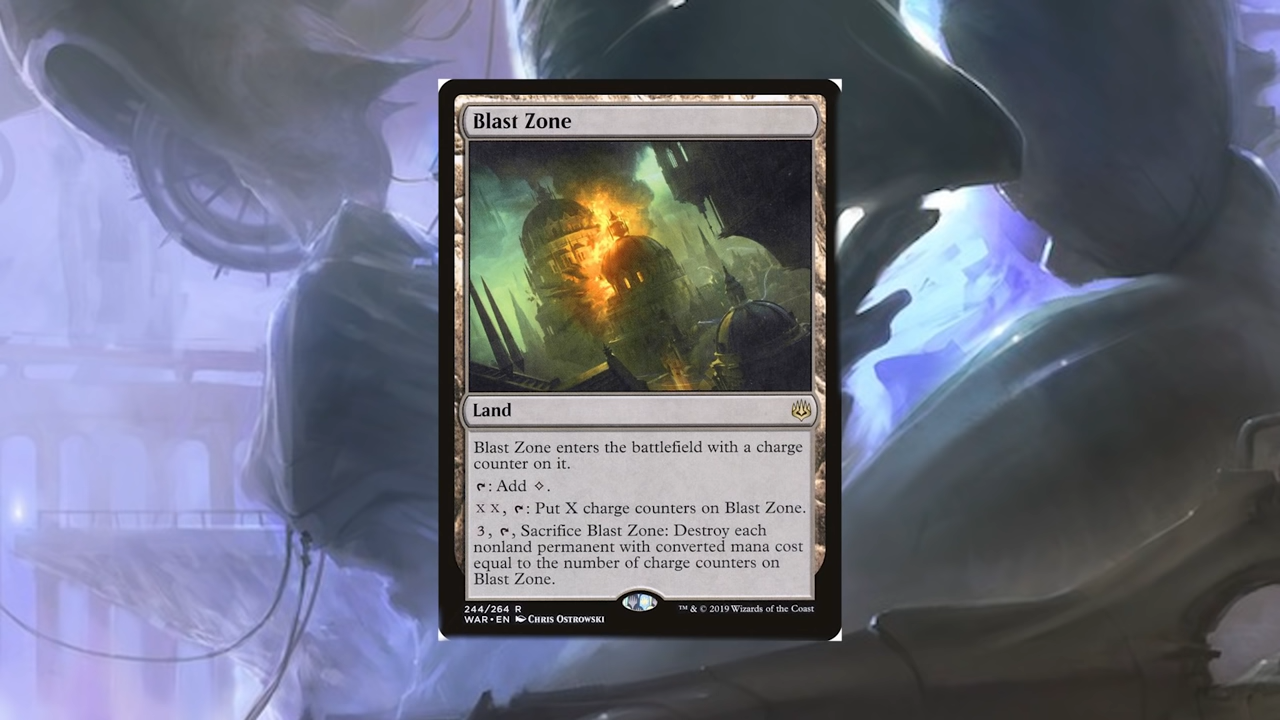 Blast Zone
Land
Blast Zone enters the battlefield with a charge
counter on it.
: Add .
X X, : Put X charge counters on Blast Zone.
3, , Sacrifice Blast Zone: Destroy each
nonland permanent with converted mana cost
equal to the number of charge counters on
Blast Zone.
244/264 R
™ & © 2019 Wizards of the Coast
WAR • EN Chris Ostrowski